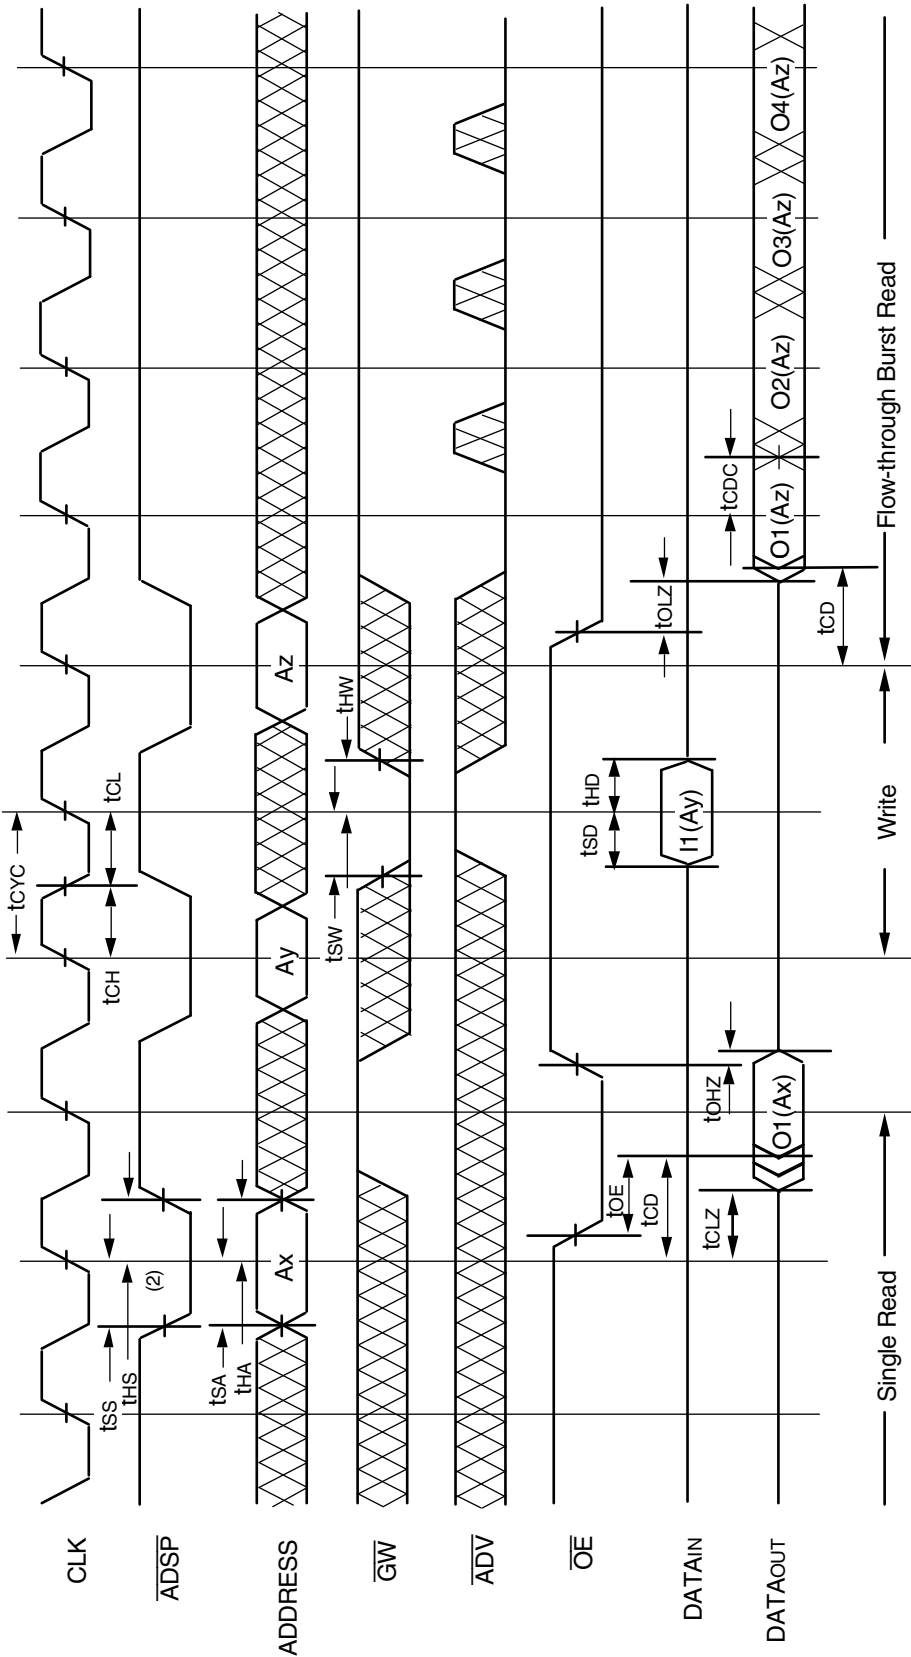 tCYC
CLK
tCH
tCL
tSS
tHS
(2)
ADSP
tSA
tHA
ADDRESS
Ax
Ay
Az
tSW
tHW
GW
ADV
OE
tOE
tCD
tOHZ
tSD
tHD
tOLZ
DATAIN
I1(Ay)
tCLZ
tCDC
DATAOUT
O1(Ax)
O1(Az)
O2(Az)
O3(Az)
O4(Az)
tCD
Single Read
Write
Flow-through Burst Read